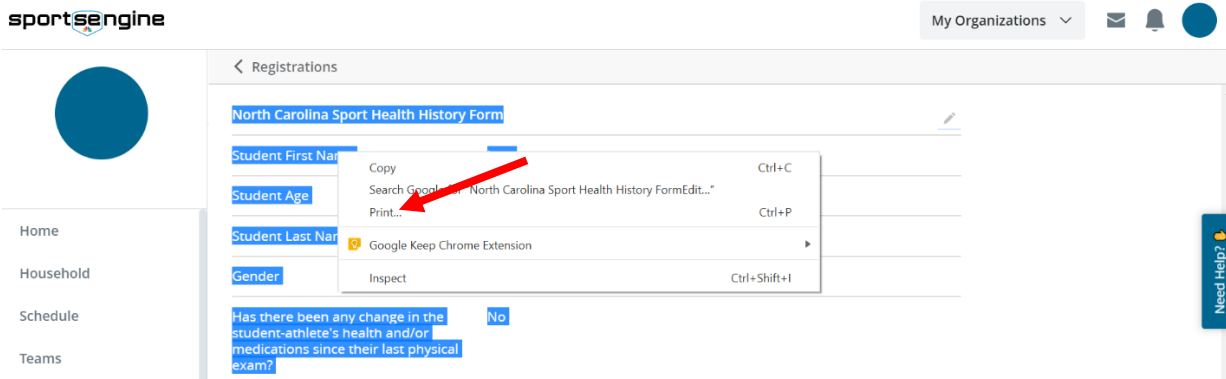 sportsengine
My Organizations
Registrations
North Carolina Sport Health History Form
Student First Na
Copy Ctrl+C
Search Google for "North Carolina Sport Health History FormEdit..."
Student Age
Print... Ctrl+P
Home
Student Last Nar
Google Keep Chrome Extension
Household
Gender
Inspect Ctrl+Shift+I
Need Help?
Schedule
Has there been any change in the No
student-athlete's health and/or
medications since their last physical
exam?
Teams